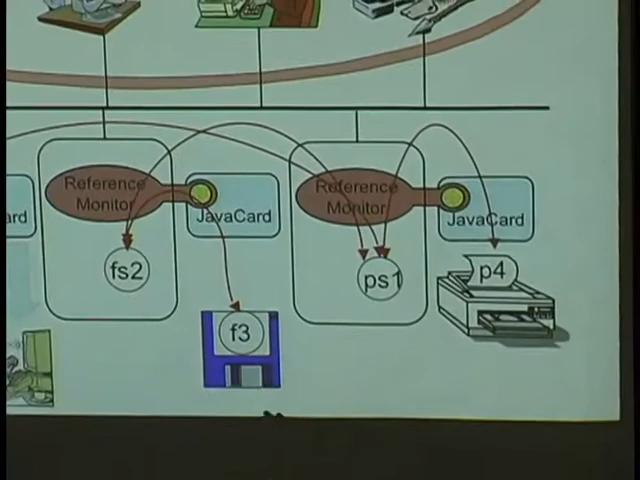 Reference
Monitor
JavaCard
ard
fs2
f3
Reference
Monitor
JavaCard
ps1
p4